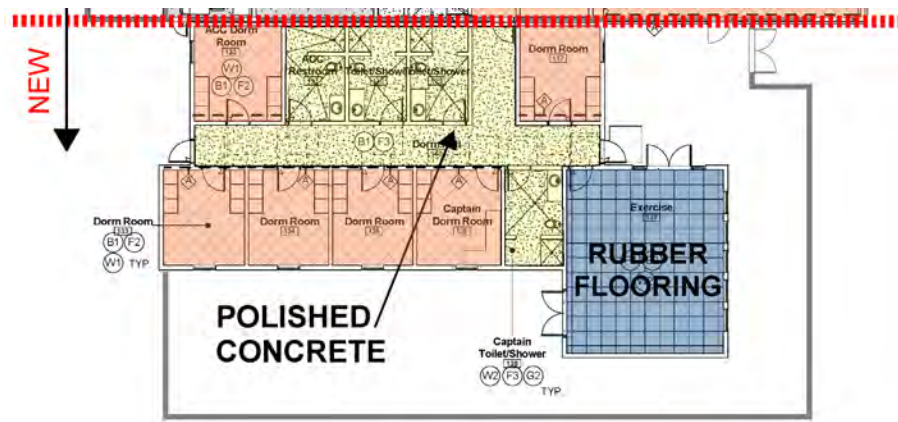 NEW
ACC Dorm
Room
W1
B1 F2
ADC
Restroom
Toilet/Shower
Toilet/Shower
Dorm Room
A
A
B1 F3
A
A
A
A
Dorm Room
B1 F2
W1 TYP.
Dorm Room
Dorm Room
Captain
Dorm Room
Exercise
RUBBER
FLOORING
POLISHED
CONCRETE
Captain
Toilet/Shower
W2 F3 G2
TYP.